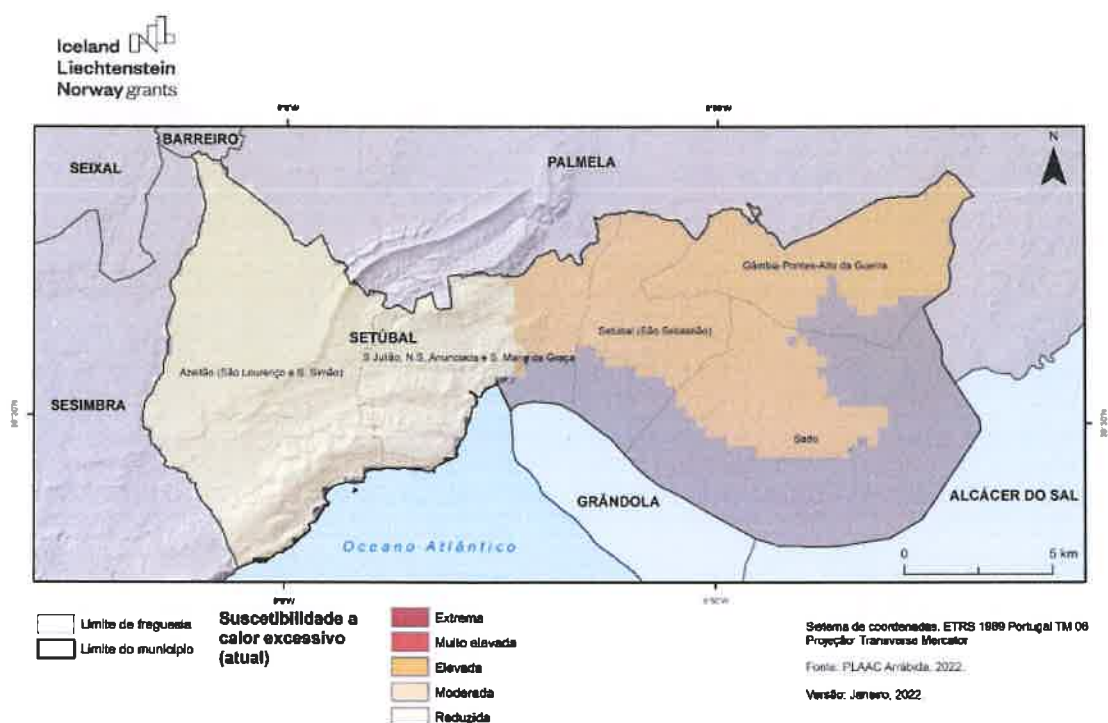 Iceland
Liechtenstein
Norway grants
BARREIRO
SEIXAL
PALMELA
N
Gâmbia-Pontes-Alto da Guerra
SETÚBAL
Setúbal (São Sebastião)
S Julião, N.S. Anunciada e S. Maria da Graça
Azeitão (São Lourenço e S. Simão)
SESIMBRA
Sado
GRÂNDOLA
ALCÁCER DO SAL
Oceano Atlântico
0 5 km
Limite de freguesia
Limite do município
Suscetibilidade a
calor excessivo
(atual)
Extrema
Muito elevada
Elevada
Moderada
Reduzida
Sistema de coordenadas. ETRS 1989 Portugal TM 06
Projeção Transverse Mercator
Fonte: PLAAC Arrábida, 2022.
Versão: Janeiro, 2022